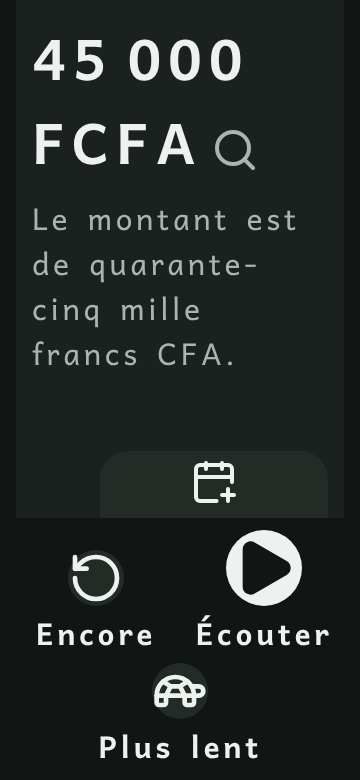 45 000
FCFA
Le montant est
de quarante-
cinq mille
francs CFA.
Encore
Écouter
Plus lent